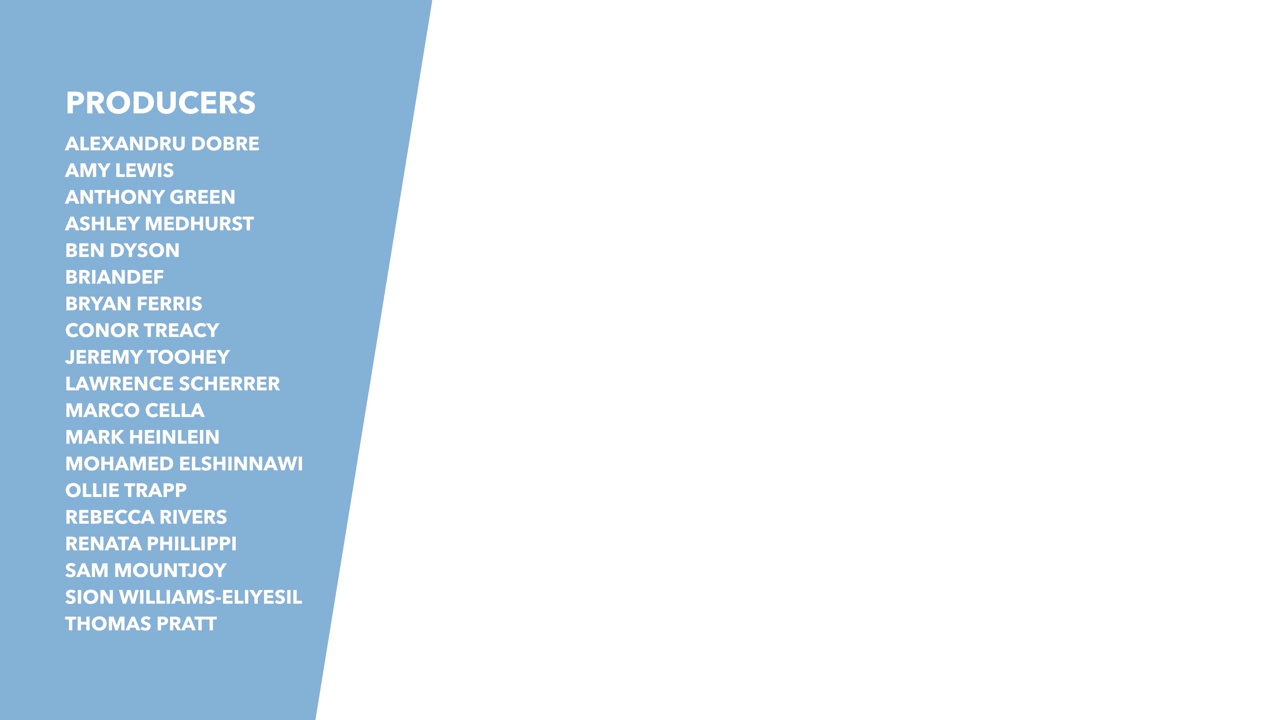 PRODUCERS
ALEXANDRU DOBRE
AMY LEWIS
ANTHONY GREEN
ASHLEY MEDHURST
BEN DYSON
BRIANDEF
BRYAN FERRIS
CONOR TREACY
JEREMY TOOHEY
LAWRENCE SCHERRER
MARCO CELLA
MARK HEINLEIN
MOHAMED ELSHINNAWI
OLLIE TRAPP
REBECCA RIVERS
RENATA PHILLIPPI
SAM MOUNTJOY
SION WILLIAMS-ELIYESIL
THOMAS PRATT